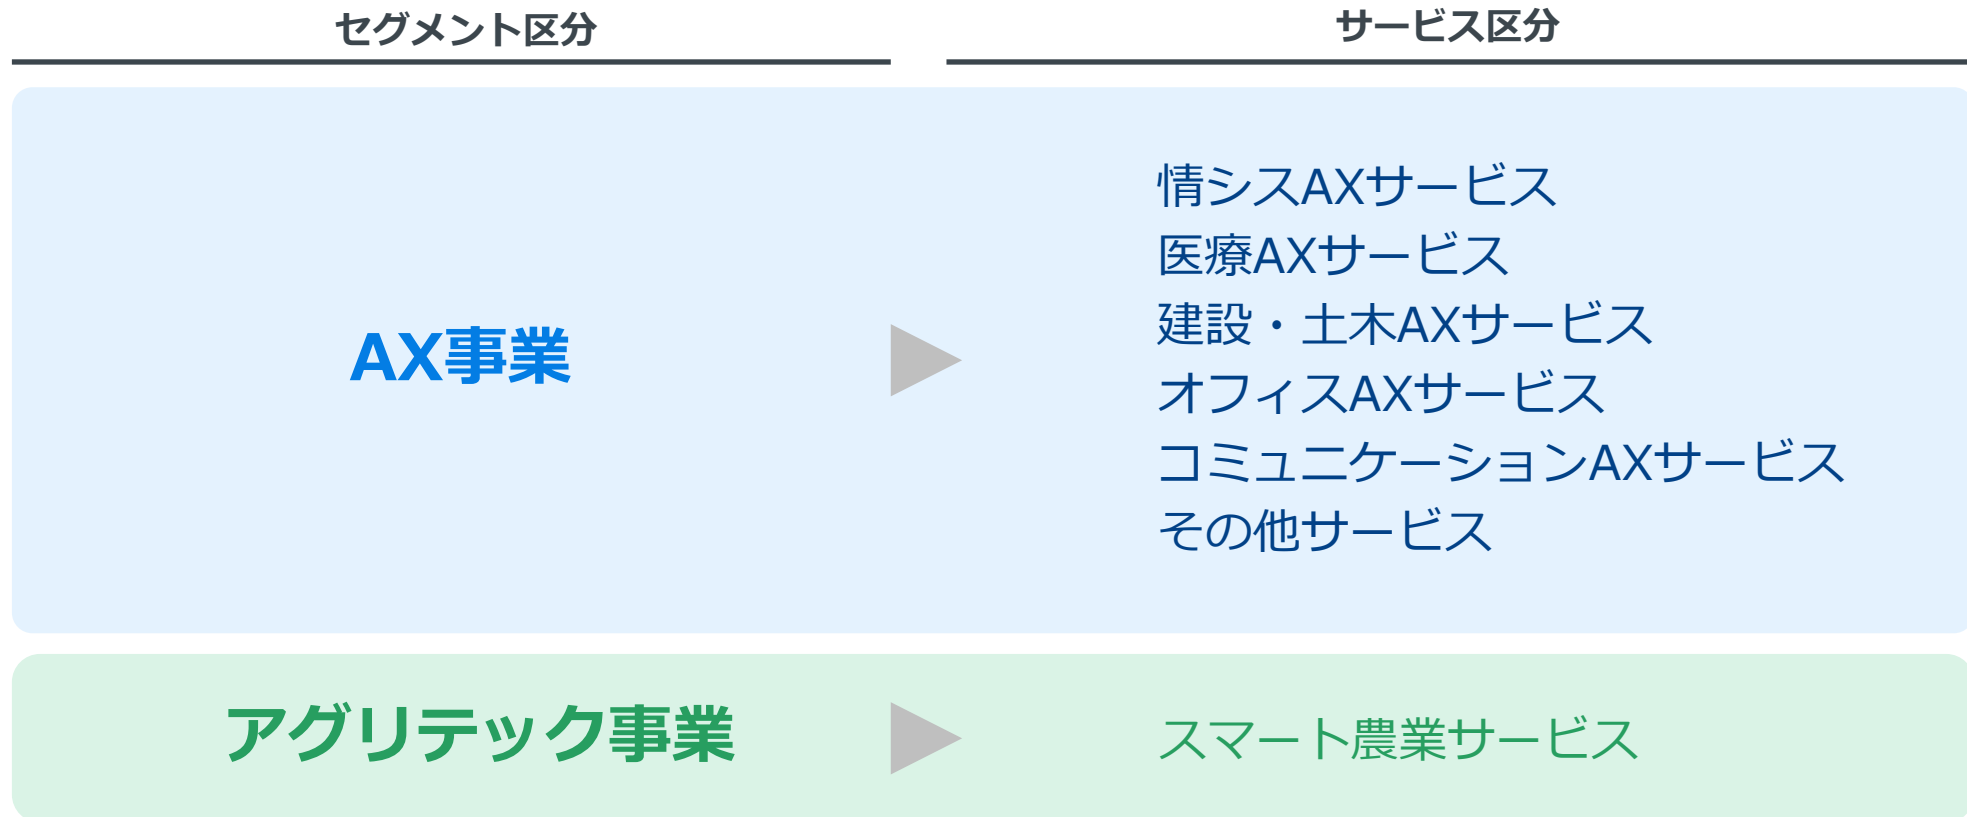 セグメント区分
サービス区分
AX事業
情シスAXサービス
医療AXサービス
建設・土木AXサービス
オフィスAXサービス
コミュニケーションAXサービス
その他サービス
アグリテック事業
スマート農業サービス